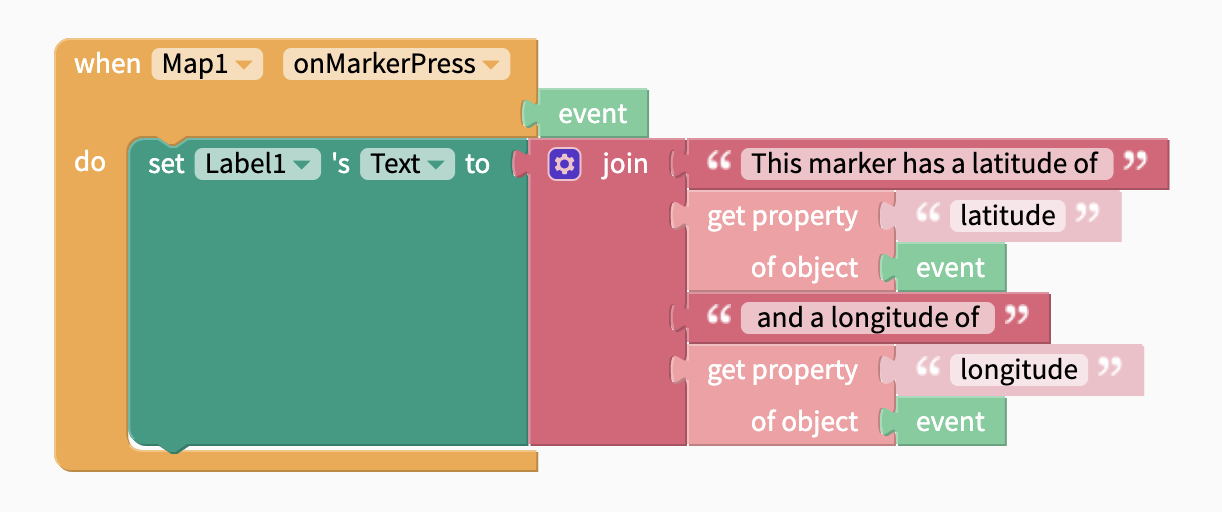 when Map1 onMarkerPress
event
do set Label1 's Text to join “ This marker has a latitude of ”
get property “ latitude ”
of object event
“ and a longitude of ”
get property “ longitude ”
of object event